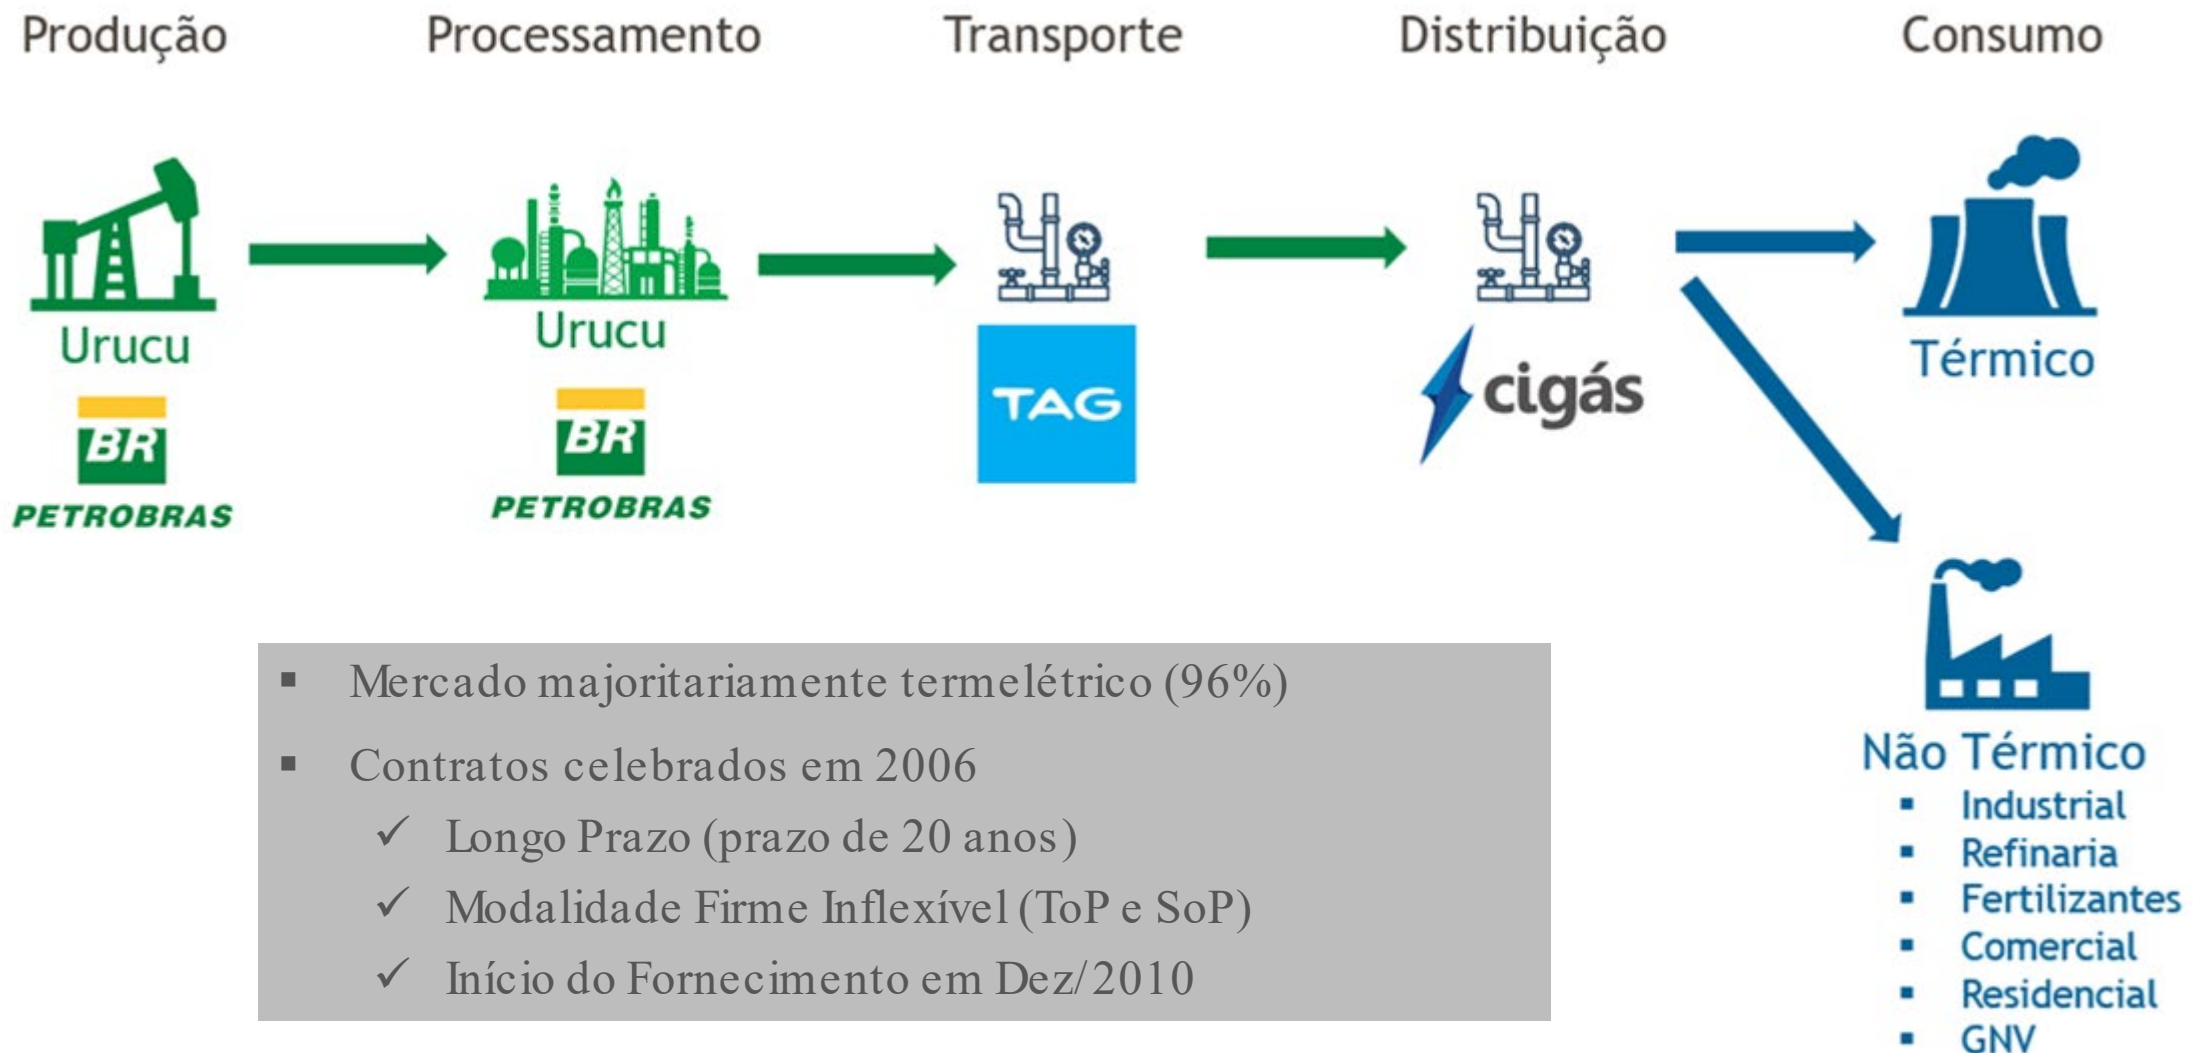 Produção
Processamento
Transporte
Distribuição
Consumo
Urucu
BR
PETROBRAS
Urucu
BR
PETROBRAS
TAG
cigás
Térmico
Não Térmico
▪ Industrial
▪ Refinaria
▪ Fertilizantes
▪ Comercial
▪ Residencial
▪ GNV
▪ Mercado majoritariamente termelétrico (96%)
▪ Contratos celebrados em 2006
✓ Longo Prazo (prazo de 20 anos)
✓ Modalidade Firme Inflexível (ToP e SoP)
✓ Início do Fornecimento em Dez/2010